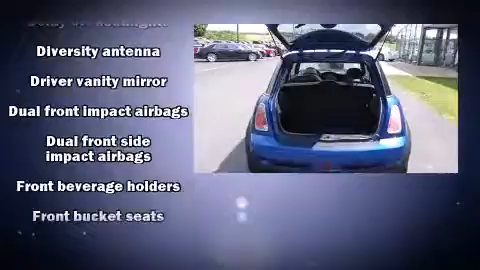 Diversity antenna
Driver vanity mirror
Dual front impact airbags
Dual front side
impact airbags
Front beverage holders
Front bucket seats